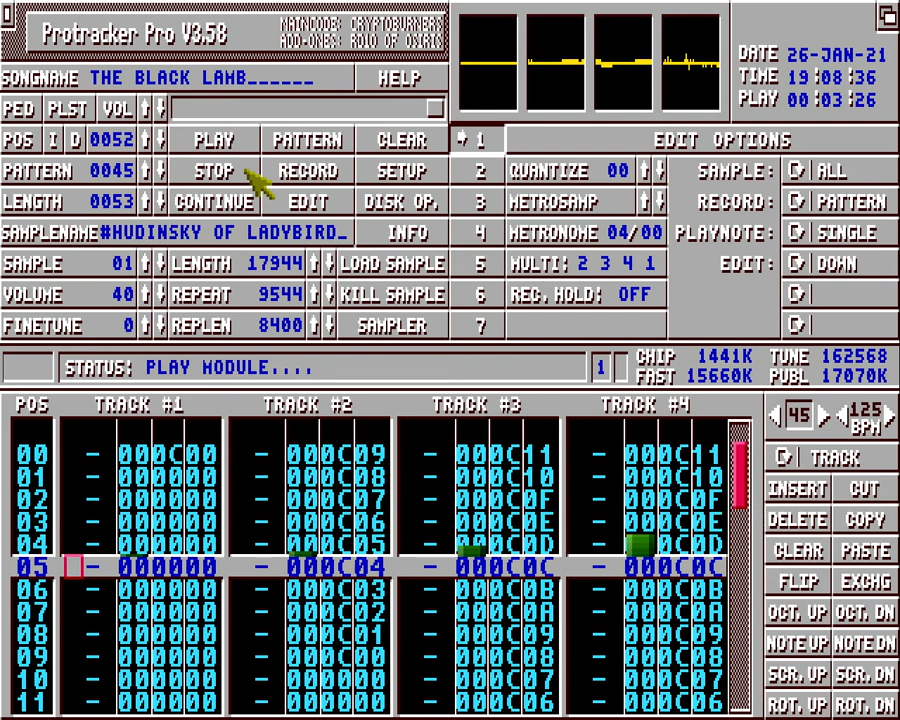 Protracker Pro V3.58 MAINCODE: CRYPTOBURNERS
ADD-ONES: ROLO OF OSIRIS
DATE 26-JAN-21
TIME 19:08:36
PLAY 00:03:26
SONGNAME THE BLACK LAMB______ HELP
PED PLST VOL
POS I D 0052 PLAY PATTERN CLEAR 1 EDIT OPTIONS
PATTERN 0045 STOP RECORD SETUP 2 QUANTIZE 00 SAMPLE: ALL
LENGTH 0053 CONTINUE EDIT DISK OP. 3 METROSAMP RECORD: PATTERN
SAMPLENAME#HUDINSKY OF LADYBIRD_ INFO 4 METRONOME 04/00 PLAYNOTE: SINGLE
SAMPLE 01 LENGTH 17944 LOAD SAMPLE 5 MULTI: 2 3 4 1 EDIT: DOWN
VOLUME 40 REPEAT 9544 KILL SAMPLE 6 REC. HOLD: OFF
FINETUNE 0 REPLEN 8400 SAMPLER 7
STATUS: PLAY MODULE.... 1 CHIP 1441K TUNE 162568
FAST 15660K PUBL 17070K
POS TRACK #1 TRACK #2 TRACK #3 TRACK #4 45 125 BPM
00 - 000C00 - 000C09 - 000C11 - 000C11 TRACK
01 - 000000 - 000C08 - 000C10 - 000C10 INSERT CUT
02 - 000000 - 000C07 - 000C0F - 000C0F
03 - 000000 - 000C06 - 000C0E - 000C0E DELETE COPY
04 - 000000 - 000C05 - 000C0D - 000C0D CLEAR PASTE
05 - 000000 - 000C04 - 000C0C - 000C0C
06 - 000000 - 000C03 - 000C0B - 000C0B FLIP EXCHG
07 - 000000 - 000C02 - 000C0A - 000C0A OCT. UP OCT. DN
08 - 000000 - 000C01 - 000C09 - 000C09 NOTE UP NOTE DN
09 - 000000 - 000C00 - 000C08 - 000C08
10 - 000000 - 000000 - 000C07 - 000C07 SCR. UP SCR. DN
11 - 000000 - 000000 - 000C06 - 000C06 ROT. UP ROT. DN